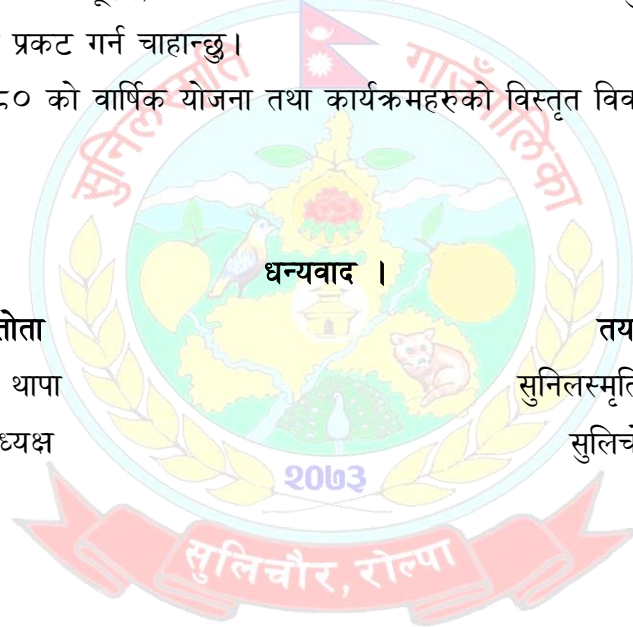 प्रकट गर्न चाहान्छु।
८० को वार्षिक योजना तथा कार्यक्रमहरुको विस्तृत विव
सुनिलस्मृति गाउँपालिका
धन्यवाद ।
तोता
तय
थापा
सुनिलस्मृति
ध्यक्ष
सुलिचौ
२०७३
सुलिचौर, रोल्पा